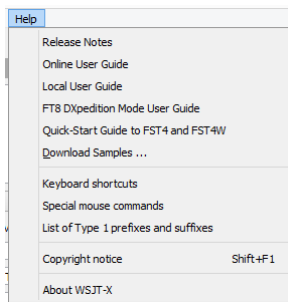 Help
Release Notes
Online User Guide
Local User Guide
FT8 DXpedition Mode User Guide
Quick-Start Guide to FST4 and FST4W
Download Samples ...
Keyboard shortcuts
Special mouse commands
List of Type 1 prefixes and suffixes
Copyright notice Shift+F1
About WSJT-X